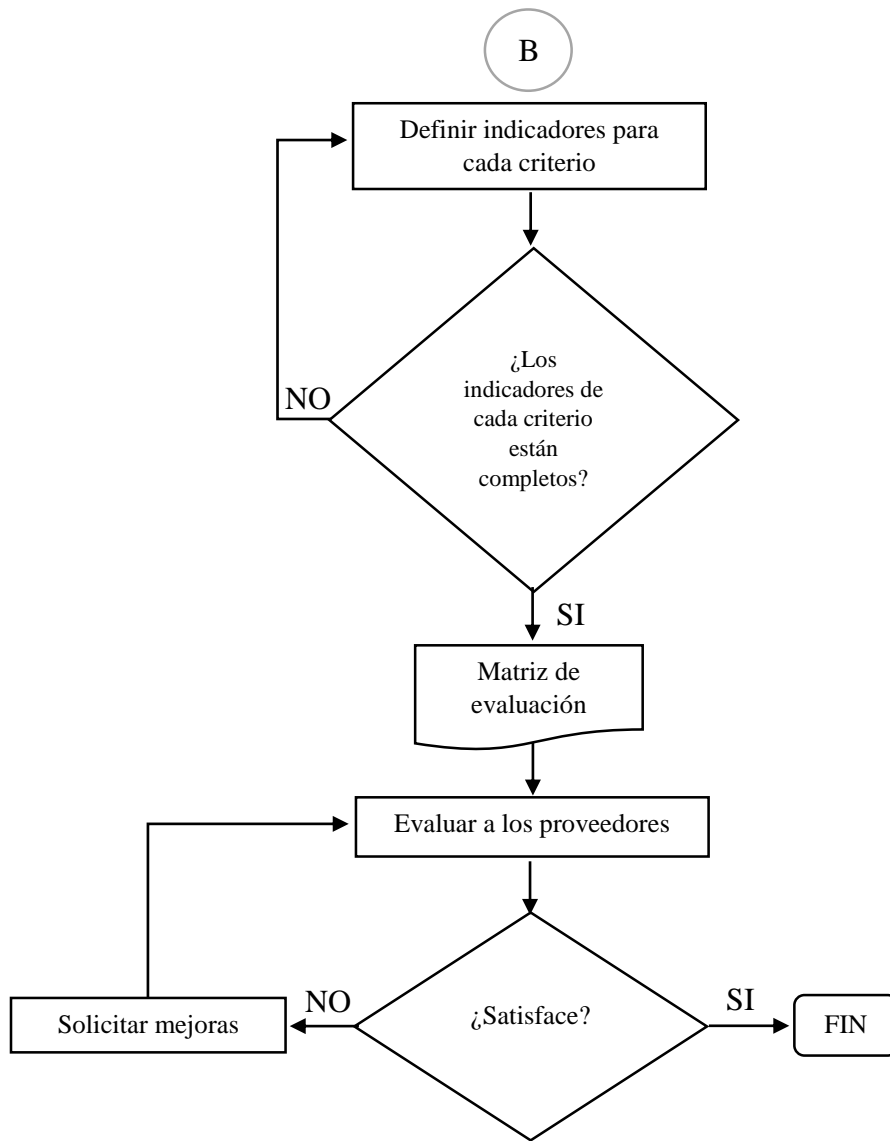 B
Definir indicadores para
cada criterio
¿Los
indicadores de
cada criterio
están
completos?
NO
SI
Matriz de
evaluación
Evaluar a los proveedores
¿Satisface?
NO
Solicitar mejoras
SI
FIN